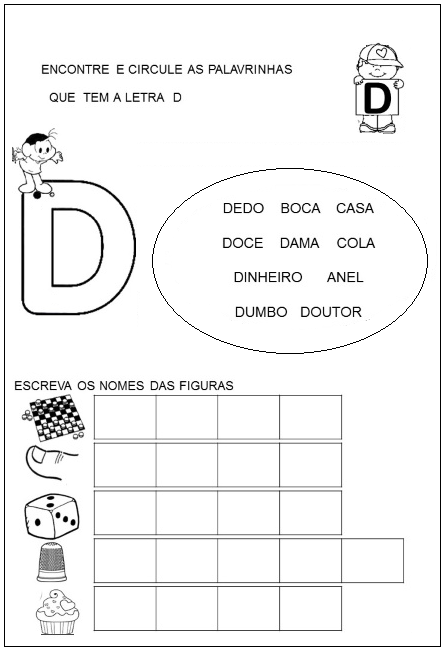 ENCONTRE E CIRCULE AS PALAVRINHAS
QUE TEM A LETRA D
D
D
DEDO BOCA CASA
DOCE DAMA COLA
DINHEIRO ANEL
DUMBO DOUTOR
ESCREVA OS NOMES DAS FIGURAS